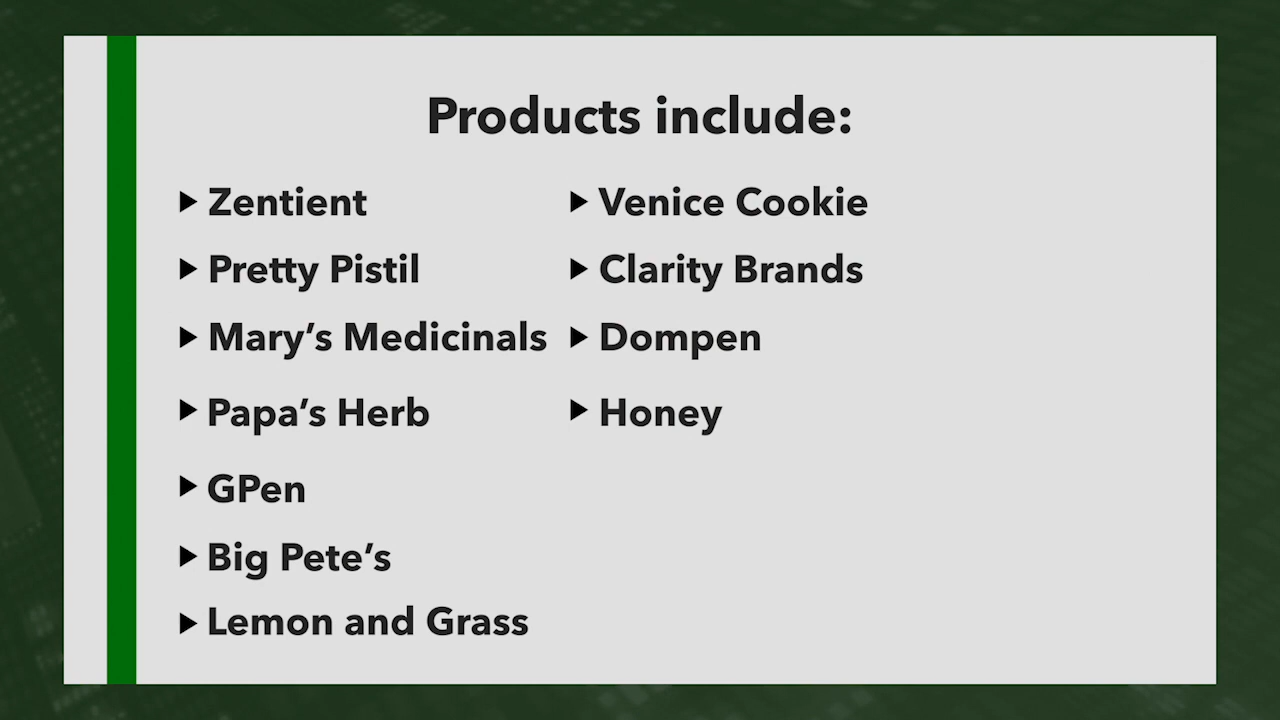 Products include:
Zentient
Pretty Pistil
Mary’s Medicinals
Papa’s Herb
GPen
Big Pete’s
Lemon and Grass
Venice Cookie
Clarity Brands
Dompen
Honey